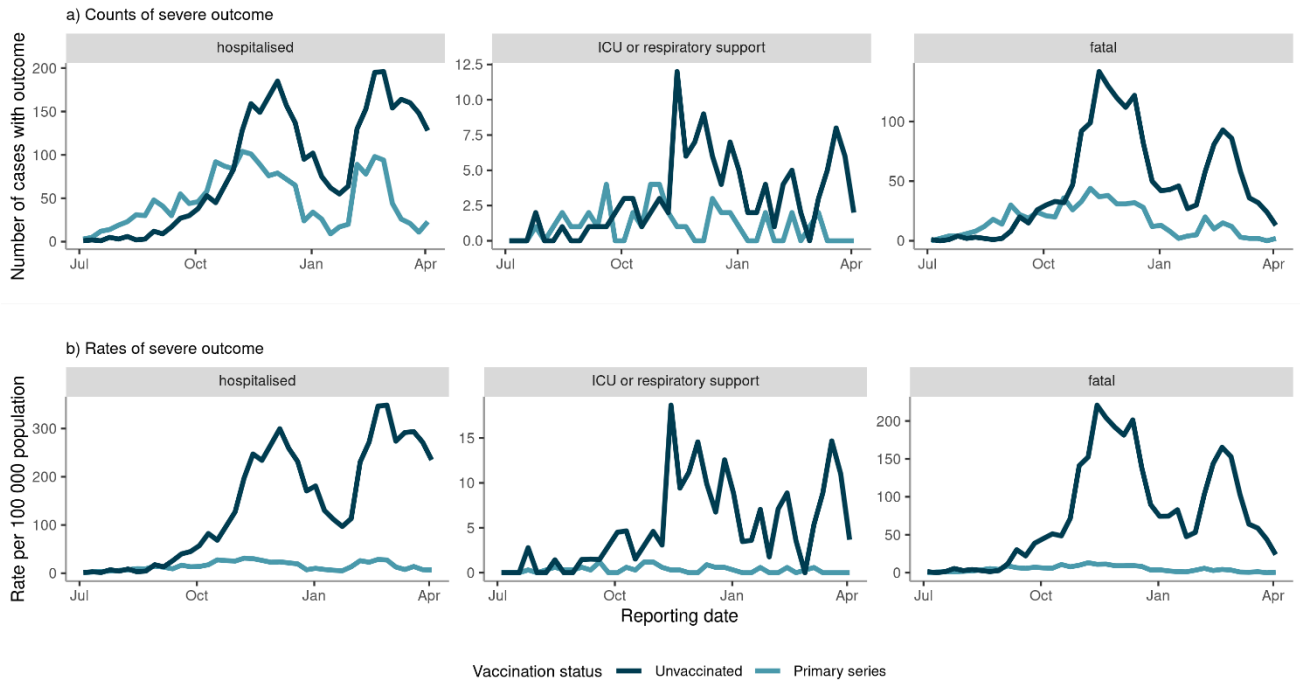 a) Counts of severe outcome
hospitalised
ICU or respiratory support
fatal
Number of cases with outcome
200
150
100
50
0
Jul
Oct
Jan
Apr
12.5
10.0
7.5
5.0
2.5
0.0
Jul
Oct
Jan
Apr
100
50
0
Jul
Oct
Jan
Apr
b) Rates of severe outcome
hospitalised
ICU or respiratory support
fatal
Rate per 100 000 population
300
200
100
0
Jul
Oct
Jan
Apr
15
10
5
0
Jul
Oct
Jan
Apr
200
150
100
50
0
Jul
Oct
Jan
Apr
Reporting date
Vaccination status Unvaccinated Primary series